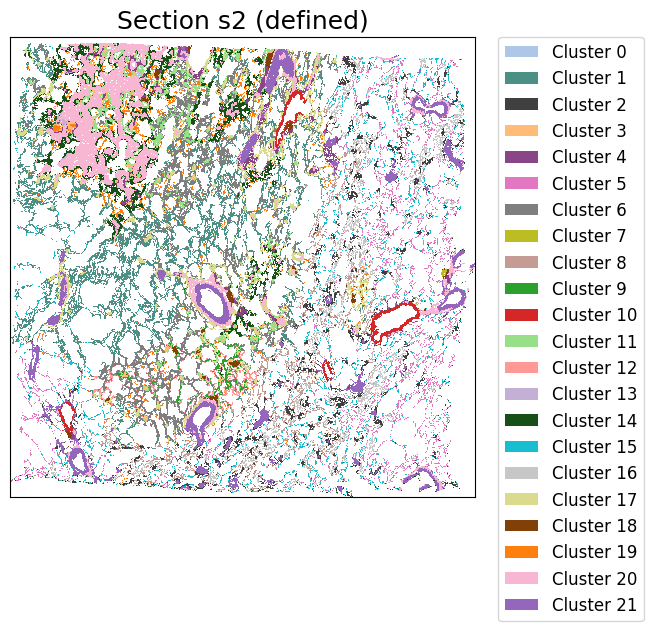 Section s2 (defined)
Cluster 0
Cluster 1
Cluster 2
Cluster 3
Cluster 4
Cluster 5
Cluster 6
Cluster 7
Cluster 8
Cluster 9
Cluster 10
Cluster 11
Cluster 12
Cluster 13
Cluster 14
Cluster 15
Cluster 16
Cluster 17
Cluster 18
Cluster 19
Cluster 20
Cluster 21